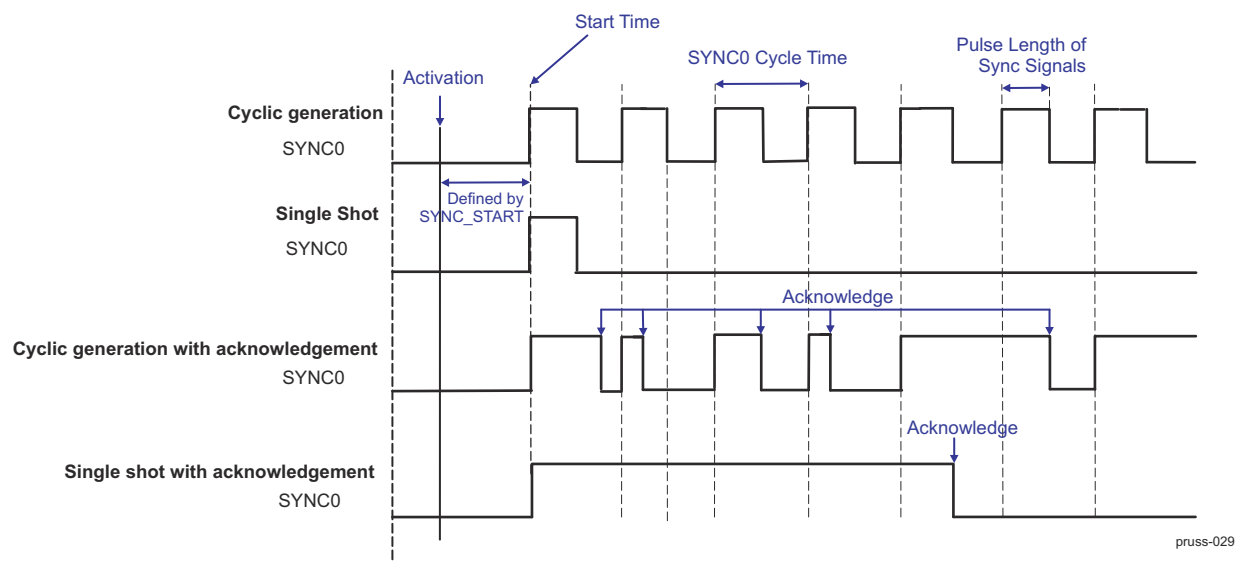 Start Time
Pulse Length of
Sync Signals
SYNC0 Cycle Time
Activation
Cyclic generation
SYNC0
Defined by
SYNC_START
Single Shot
SYNC0
Acknowledge
Cyclic generation with acknowledgement
SYNC0
Acknowledge
Single shot with acknowledgement
SYNC0
pruss-029